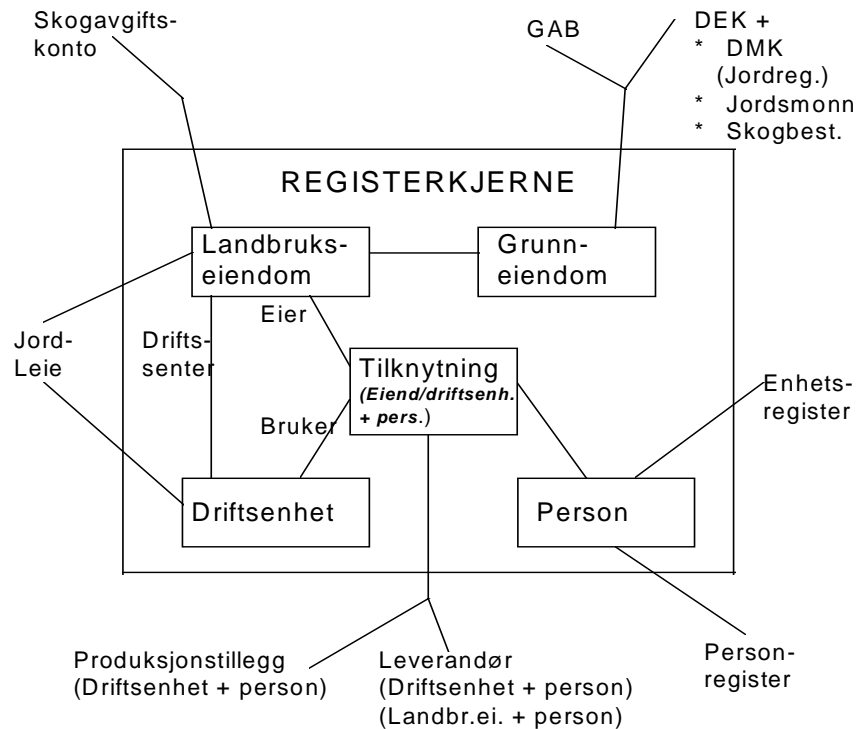 Skogavgifts-
konto
GAB
DEK +
* DMK
(Jordreg.)
* Jordsmonn
* Skogbest.
REGISTERKJERNE
Landbruks-
eiendom
Grunn-
eiendom
Eier
Jord-
Leie
Drifts-
senter
Tilknytning
(Eiend/driftsenh.
+ pers.)
Enhets-
register
Bruker
Driftsenhet
Person
Produksjonstillegg
(Driftsenhet + person)
Leverandør
(Driftsenhet + person)
(Landbr.ei. + person)
Person-
register